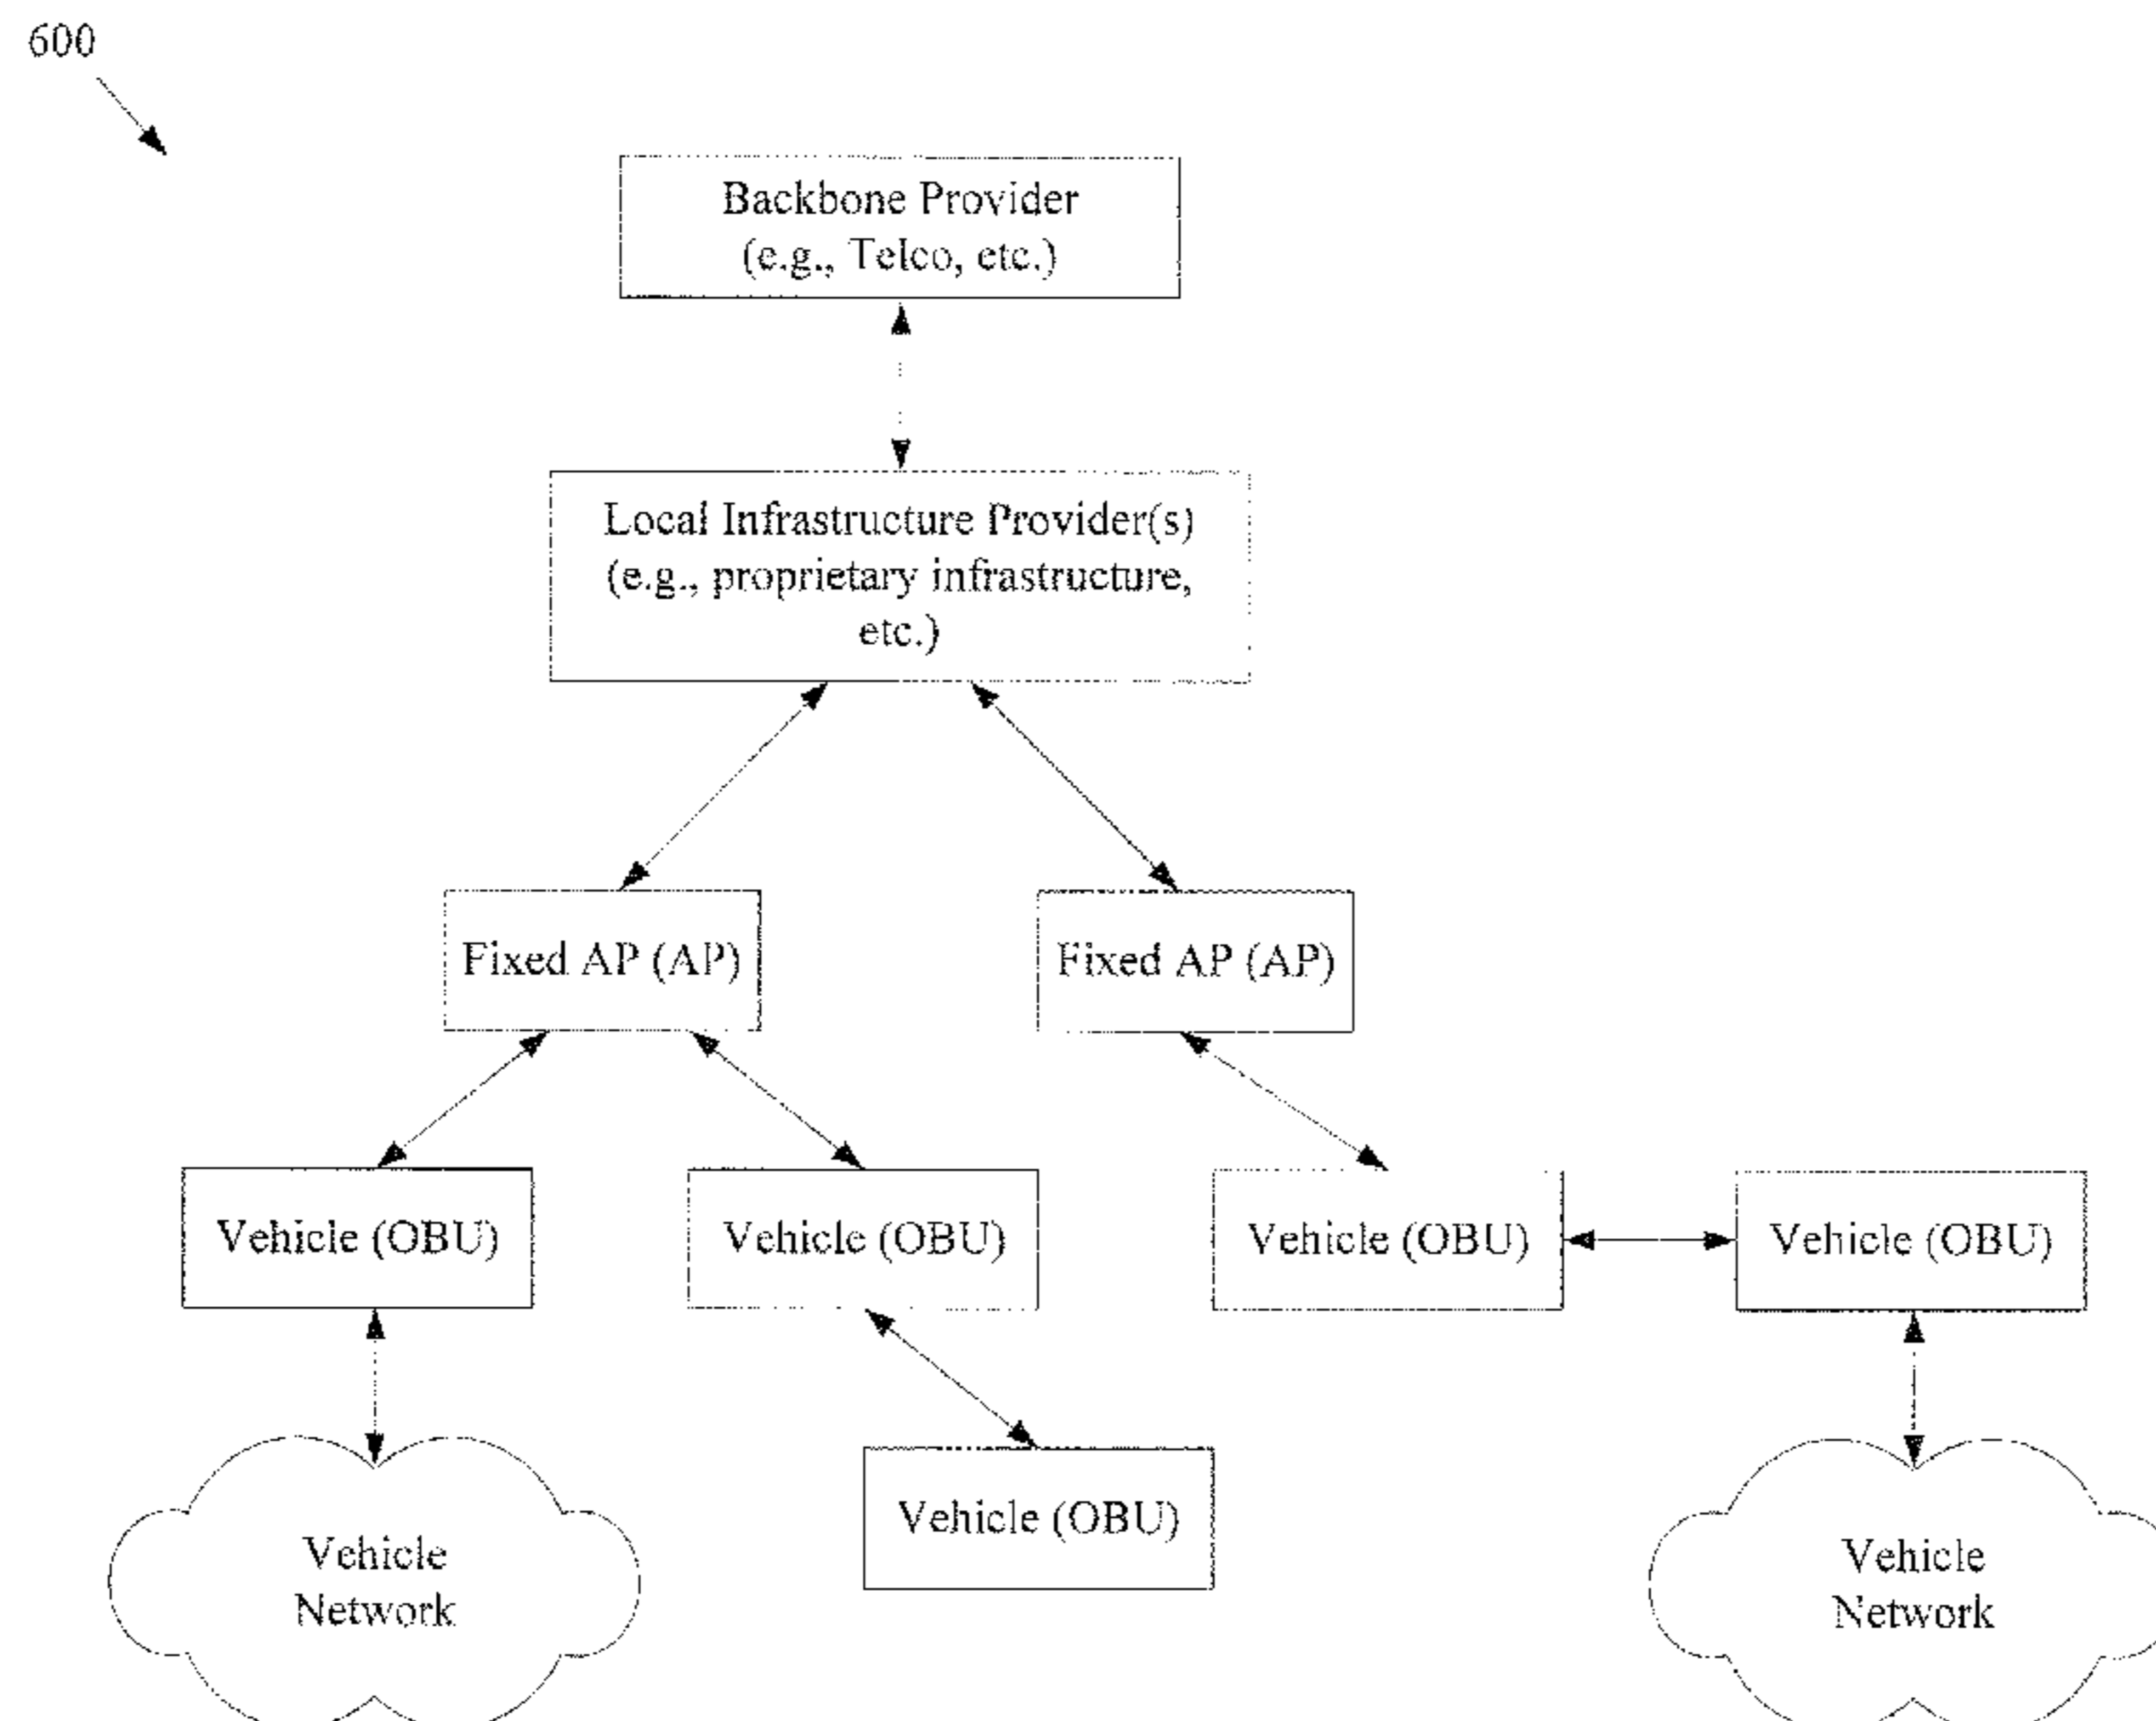 600
Backbone Provider
(e.g., Telco, etc.)
Local Infrastructure Provider(s)
(e.g., proprietary infrastructure,
etc.)
Fixed AP (AP)
Fixed AP (AP)
Vehicle (OBU)
Vehicle (OBU)
Vehicle (OBU)
Vehicle (OBU)
Vehicle (OBU)
Vehicle
Network
Vehicle
Network